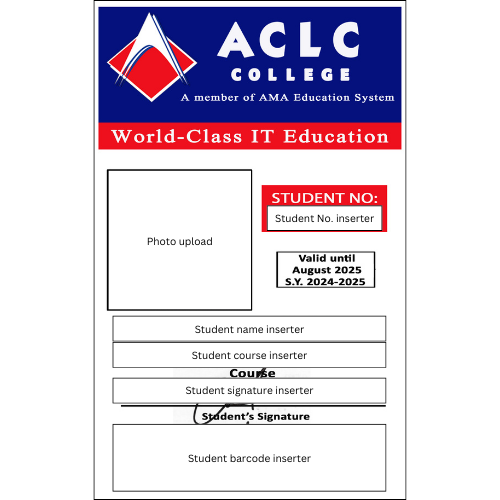 ACLC
COLLEGE
A member of AMA Education System
World-Class IT Education
Photo upload
STUDENT NO:
Student No. inserter
Valid until
August 2025
S.Y. 2024-2025
Student name inserter
Student course inserter
Course
Student signature inserter
Student's Signature
Student barcode inserter